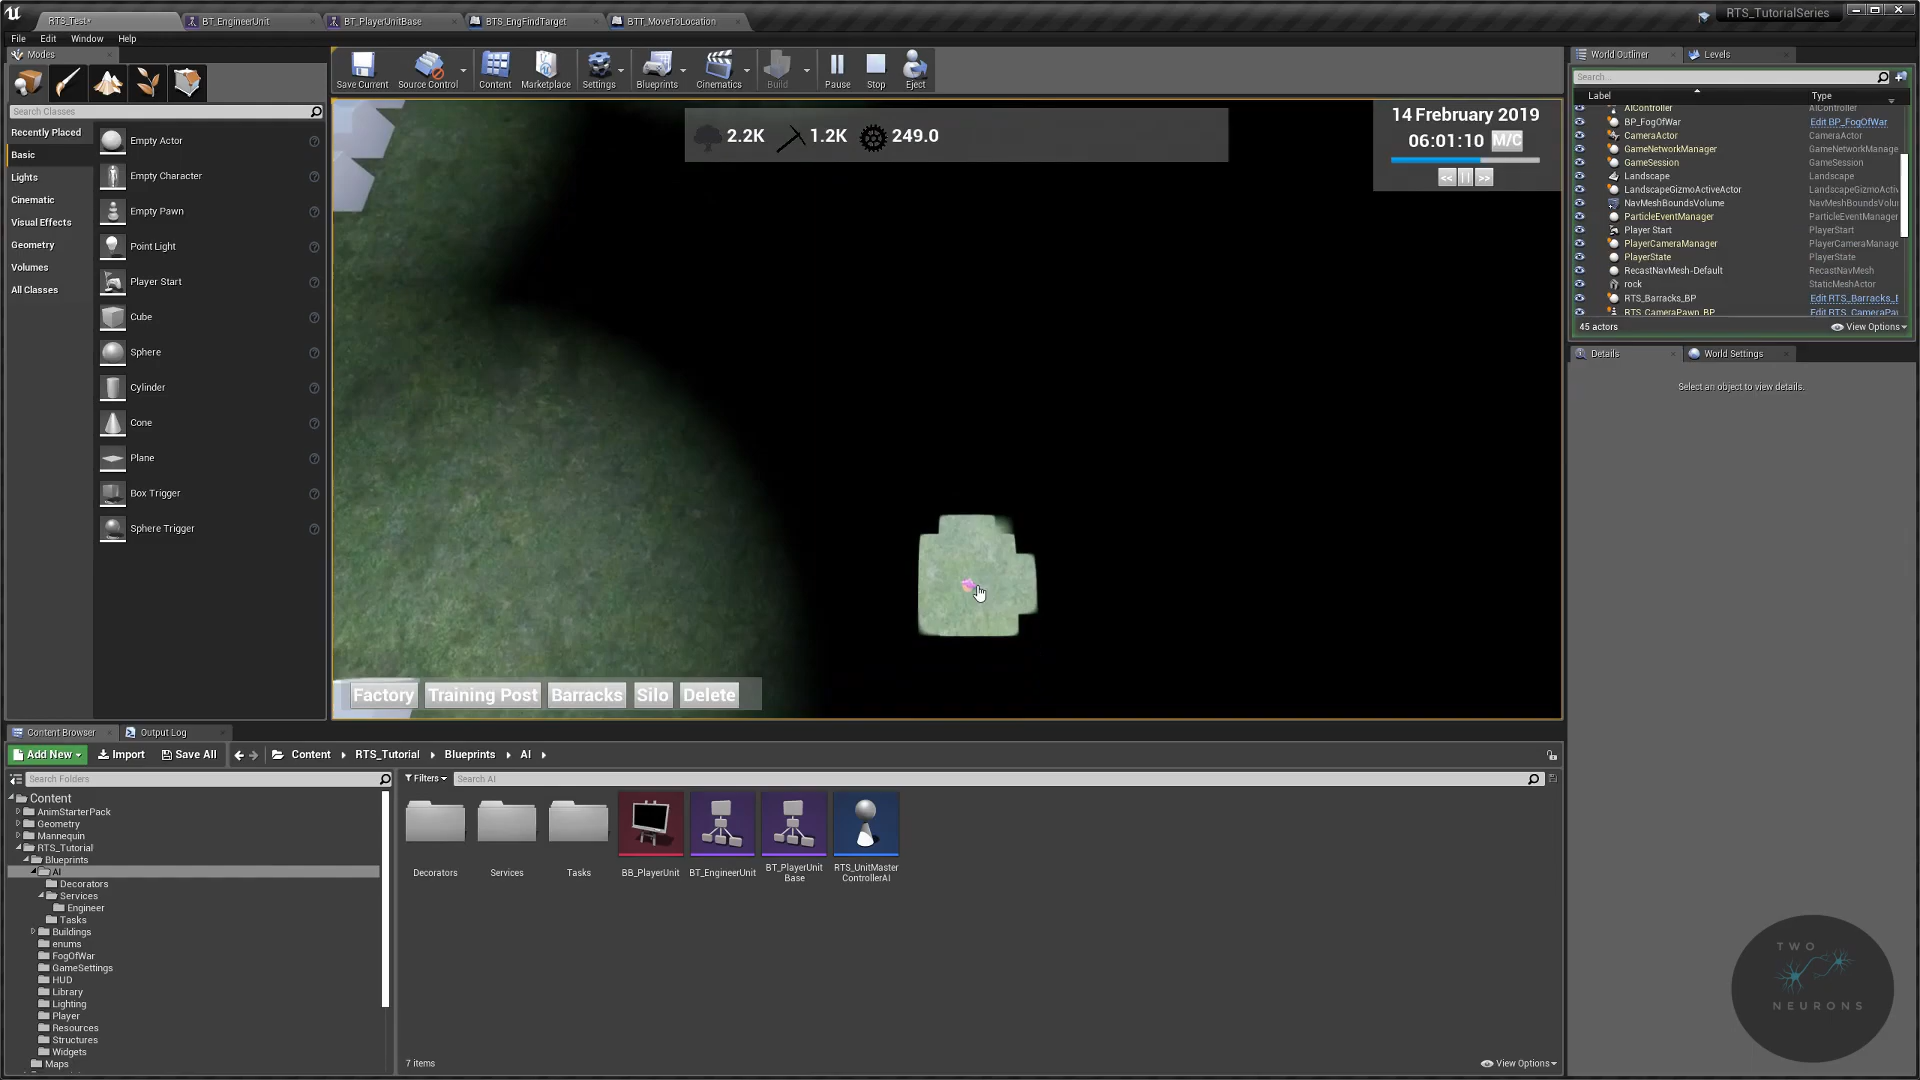 RTS_Test*
BT_EngineerUnit
BT_PlayerUnitBase
BTS_EngFindTarget
BTT_MoveToLocation
RTS_TutorialSeries
File Edit Window Help
Modes
Search Classes
Recently Placed
Basic
Lights
Cinematic
Visual Effects
Geometry
Volumes
All Classes
Empty Actor
Empty Character
Empty Pawn
Point Light
Player Start
Cube
Sphere
Cylinder
Cone
Plane
Box Trigger
Sphere Trigger
Save Current Source Control Content Marketplace Settings Blueprints Cinematics Build Pause Stop Eject
2.2K 1.2K 249.0
14 Frebruary 2019
06:01:10 M/C
<< || >>
Factory Training Post Barracks Silo Delete
World Outliner Levels
Search...
Label Type
AIController AIController
BP_FogOfWar Edit BP_FogOfWar
CameraActor CameraActor
GameNetworkManager GameNetworkManage
GameSession GameSession
Landscape Landscape
LandscapeGizmoActiveActor LandscapeGizmoActiv
NavMeshBoundsVolume NavMeshBoundsVolu
ParticleEventManager ParticleEventManager
Player Start PlayerStart
PlayerCameraManager PlayerCameraManage
PlayerState PlayerState
RecastNavMesh-Default RecastNavMesh
rock StaticMeshActor
RTS_Barracks_BP Edit RTS_Barracks_E
RTS_CameraPawn_BP Edit RTS_CameraPav
45 actors View Options
Details World Settings
Select an object to view details.
Content Browser Output Log
Add New Import Save All Content RTS_Tutorial Blueprints AI
Search Folders
Filters Search AI
Content
AnimStarterPack
Geometry
Mannequin
RTS_Tutorial
Blueprints
AI
Decorators
Services
Engineer
Tasks
Buildings
enums
FogOfWar
GameSettings
HUD
Library
Lighting
Player
Resources
Structures
Widgets
Maps
Decorators
Services
Tasks
BB_PlayerUnit
BT_EngineerUnit
BT_PlayerUnit
Base
RTS_UnitMaster
ControllerAI
7 items View Options
TWO
NEURONS